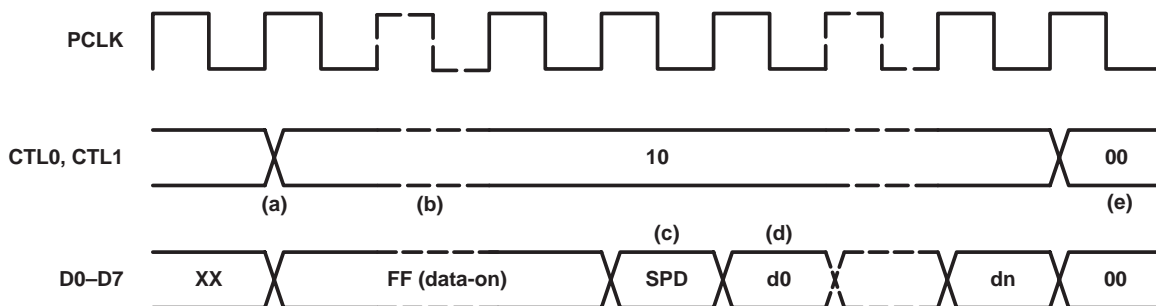 PCLK
CTL0, CTL1
10
00
(a)
(b)
(e)
(c)
(d)
D0–D7
XX
FF (data-on)
SPD
d0
dn
00